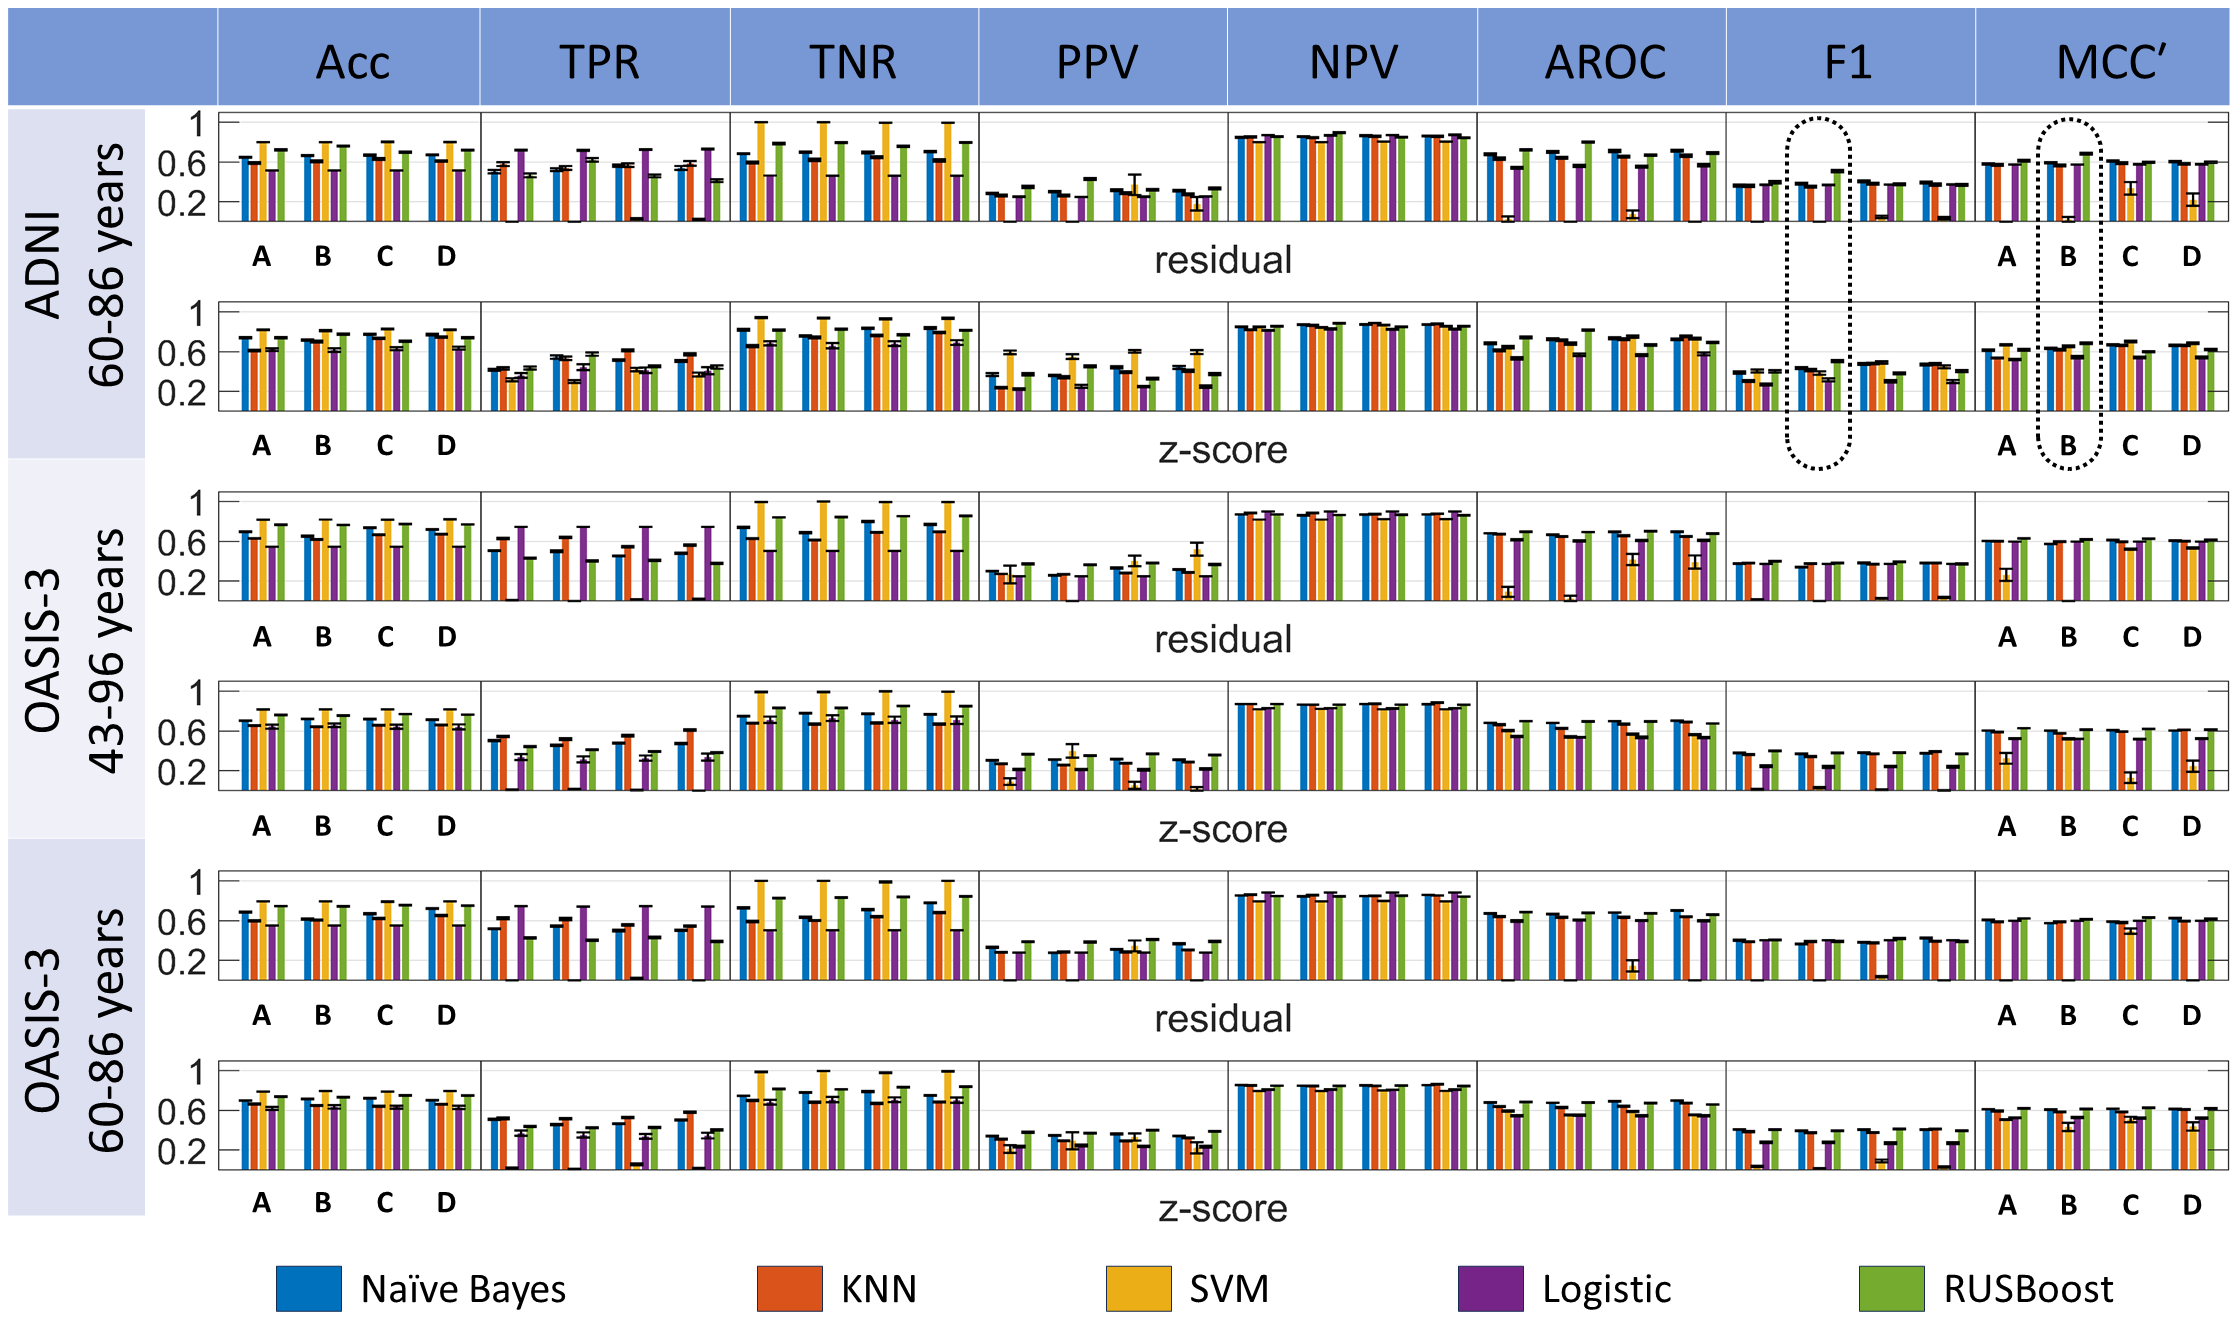 Acc TPR TNR PPV NPV AROC F1 MCC′
ADNI
60-86 years
1
0.6
0.2
A B C D residual A B C D
1
0.6
0.2
A B C D z-score A B C D
OASIS-3
43-96 years
1
0.6
0.2
A B C D residual A B C D
1
0.6
0.2
A B C D z-score A B C D
OASIS-3
60-86 years
1
0.6
0.2
A B C D residual A B C D
1
0.6
0.2
A B C D z-score A B C D
Naïve Bayes KNN SVM Logistic RUSBoost